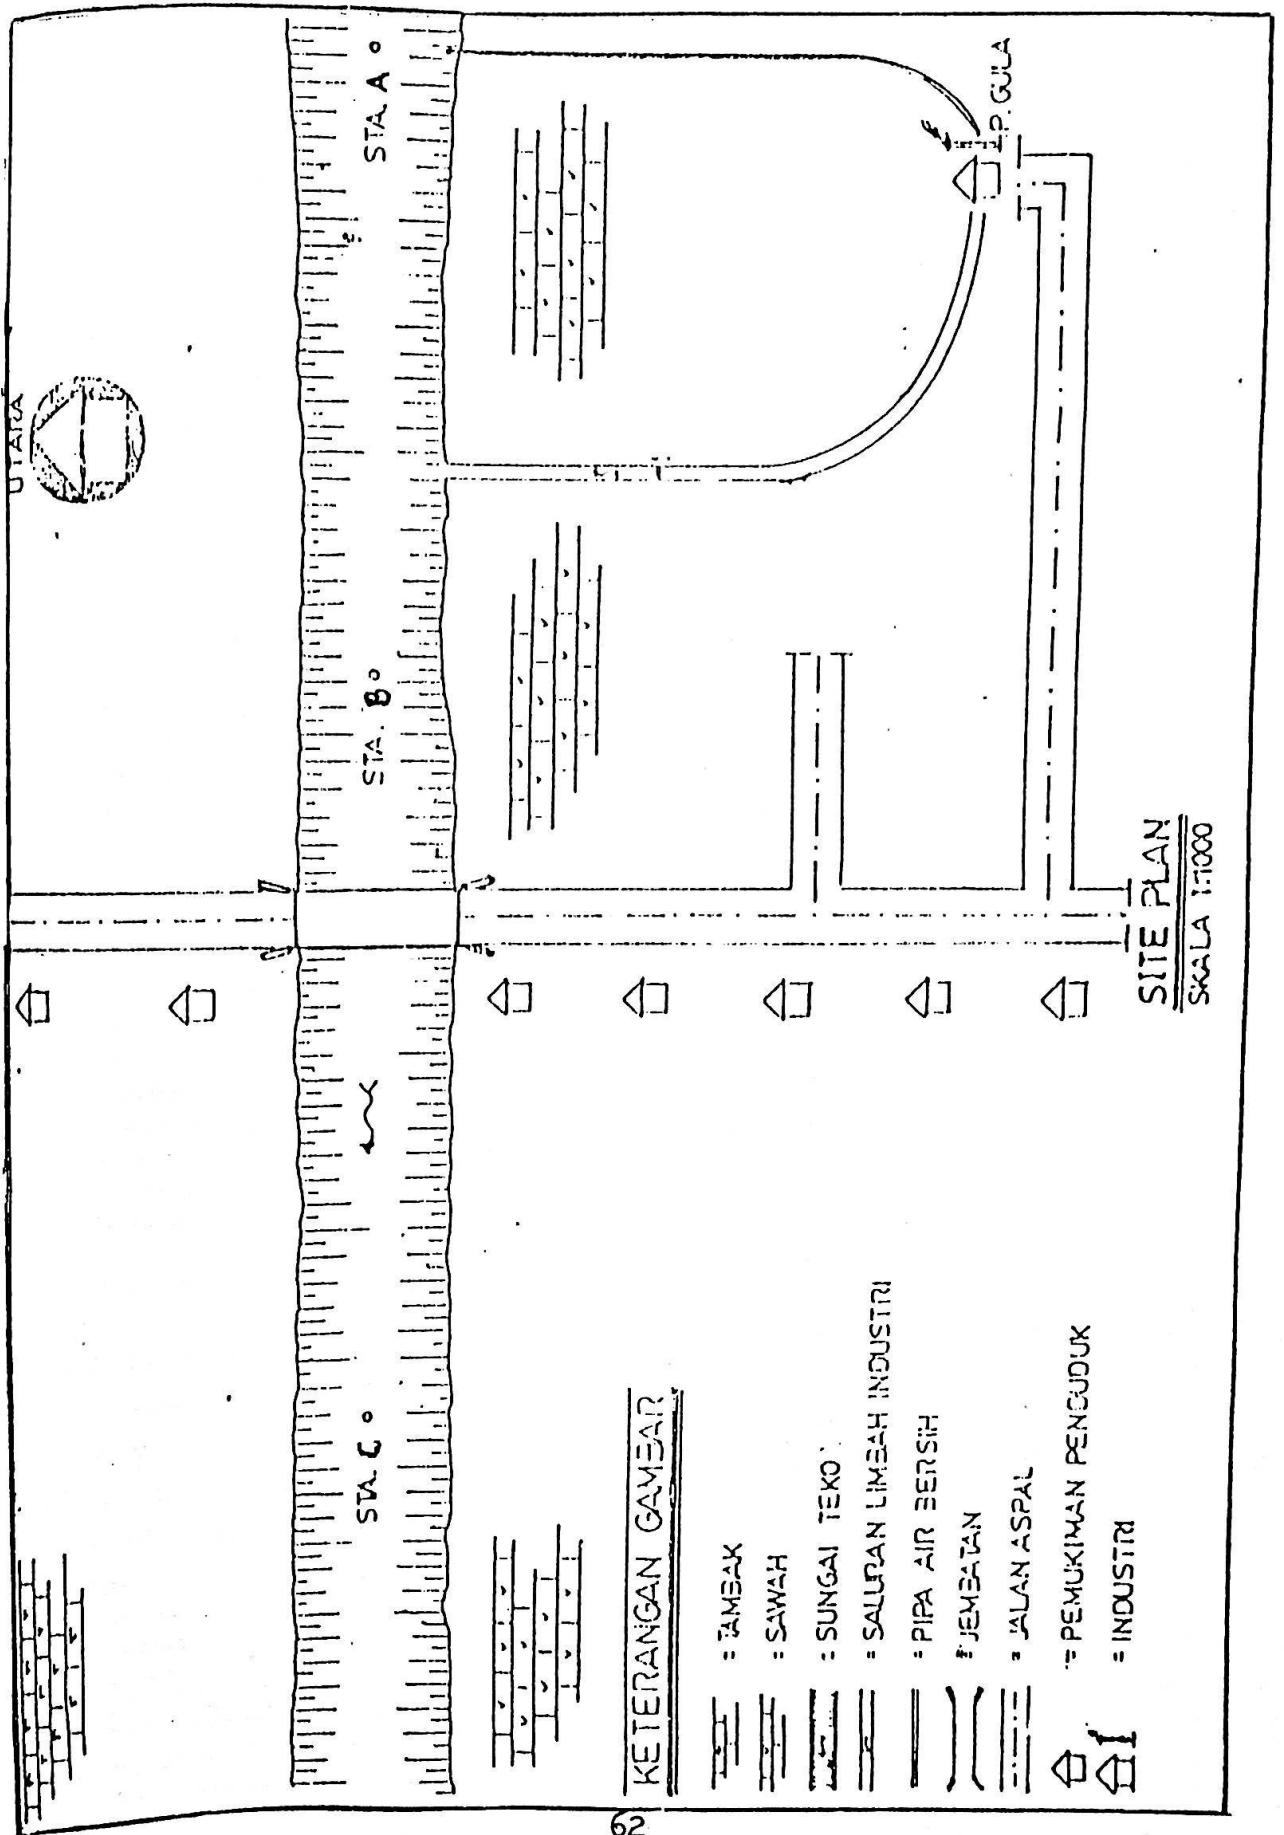 UTARA
STA. A
STA. B
STA. C
P. GULA
SITE PLAN
SKALA 1:1000
KETERANGAN GAMBAR
= TAMBAK
= SAWAH
= SUNGAI TEKO
= SALURAN LIMBAH INDUSTRI
= PIPA AIR BERSIH
= JEMBATAN
= JALAN ASPAL
= PEMUKIMAN PENDUDUK
= INDUSTRI
62